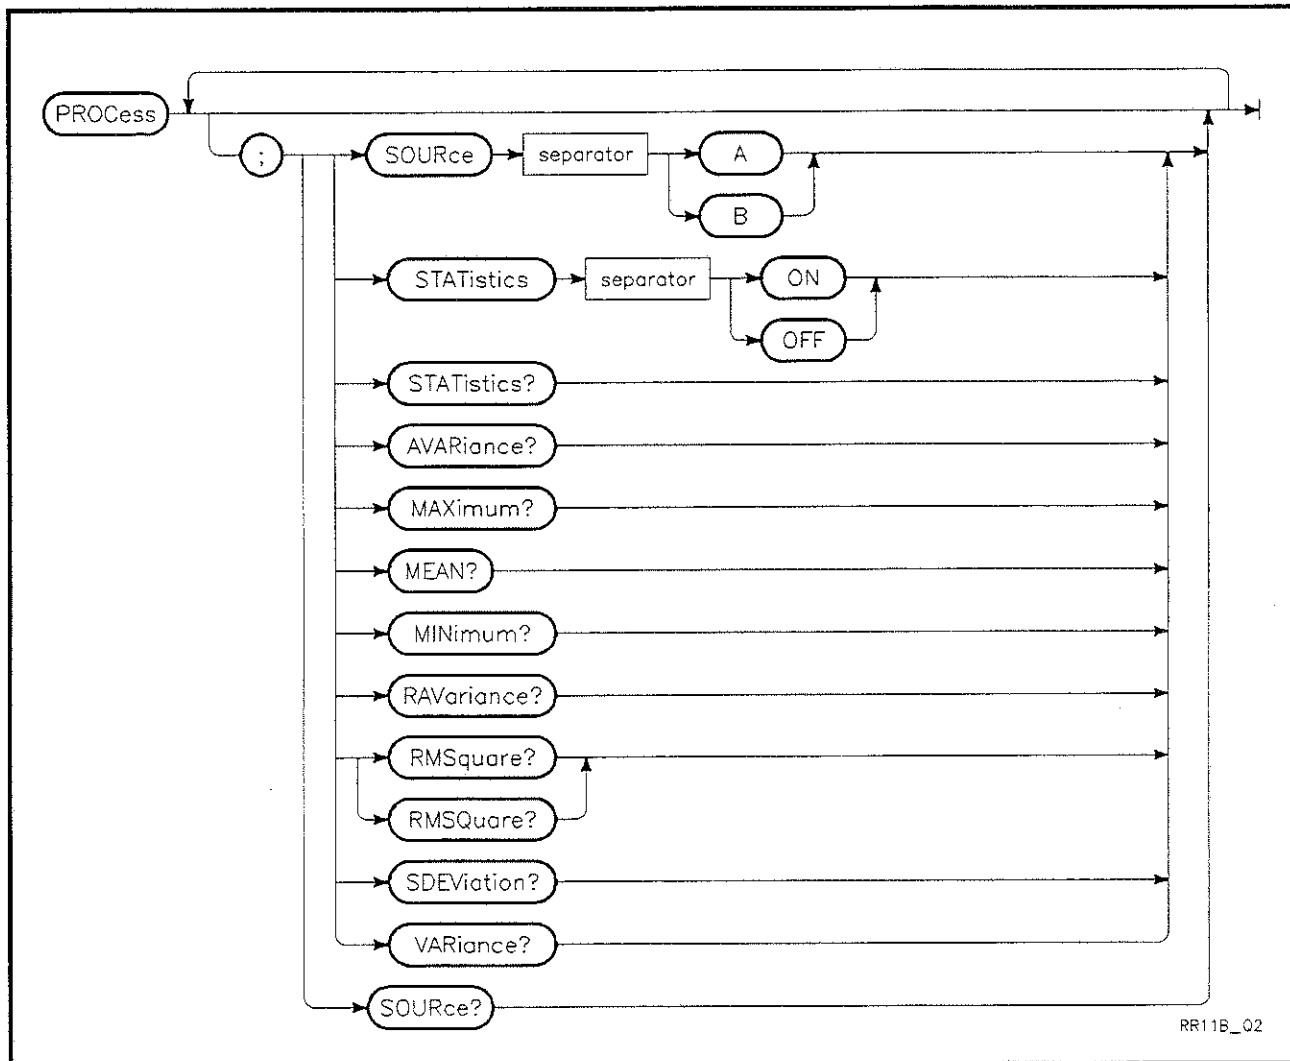 PROCess
;
SOURce separator A
B
STATistics separator ON
OFF
STATistics?
AVARiance?
MAXimum?
MEAN?
MINimum?
RAVariance?
RMSquare?
RMSQuare?
SDEViation?
VARiance?
SOURce?
RR11B_02